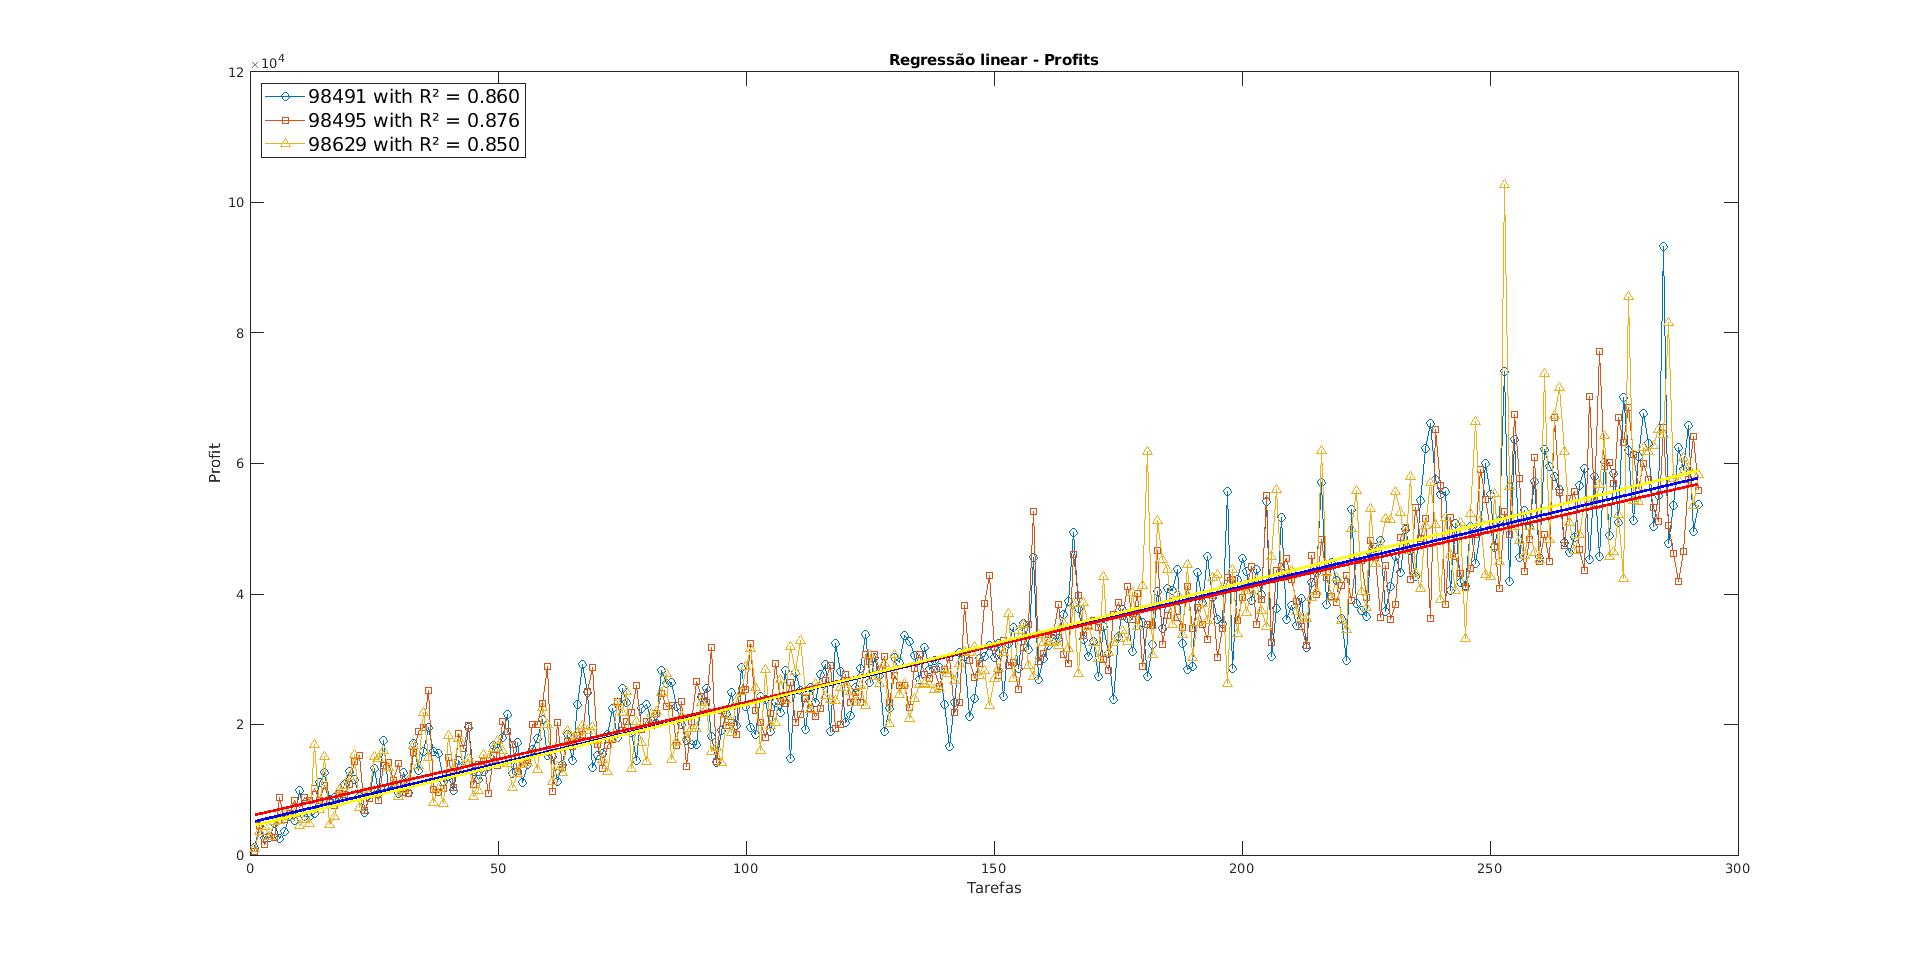 Regressão linear - Profits
×10⁴
98491 with R² = 0.860
98495 with R² = 0.876
98629 with R² = 0.850
12
10
8
6
4
2
0
Profit
0 50 100 150 200 250 300
Tarefas